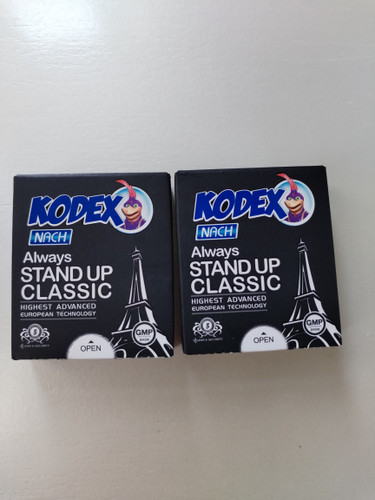 KODEX
NACH
Always
STAND UP
CLASSIC
HIGHEST ADVANCED
EUROPEAN TECHNOLOGY
GMP
OPEN
KODEX
NACH
Always
STAND UP
CLASSIC
HIGHEST ADVANCED
EUROPEAN TECHNOLOGY
GMP
OPEN